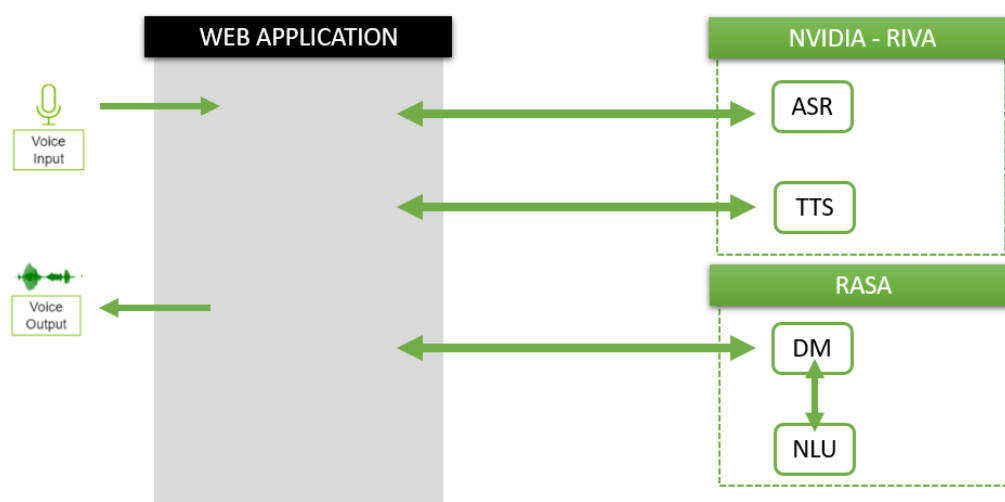 WEB APPLICATION
NVIDIA - RIVA
Voice
Input
ASR
TTS
Voice
Output
RASA
DM
NLU